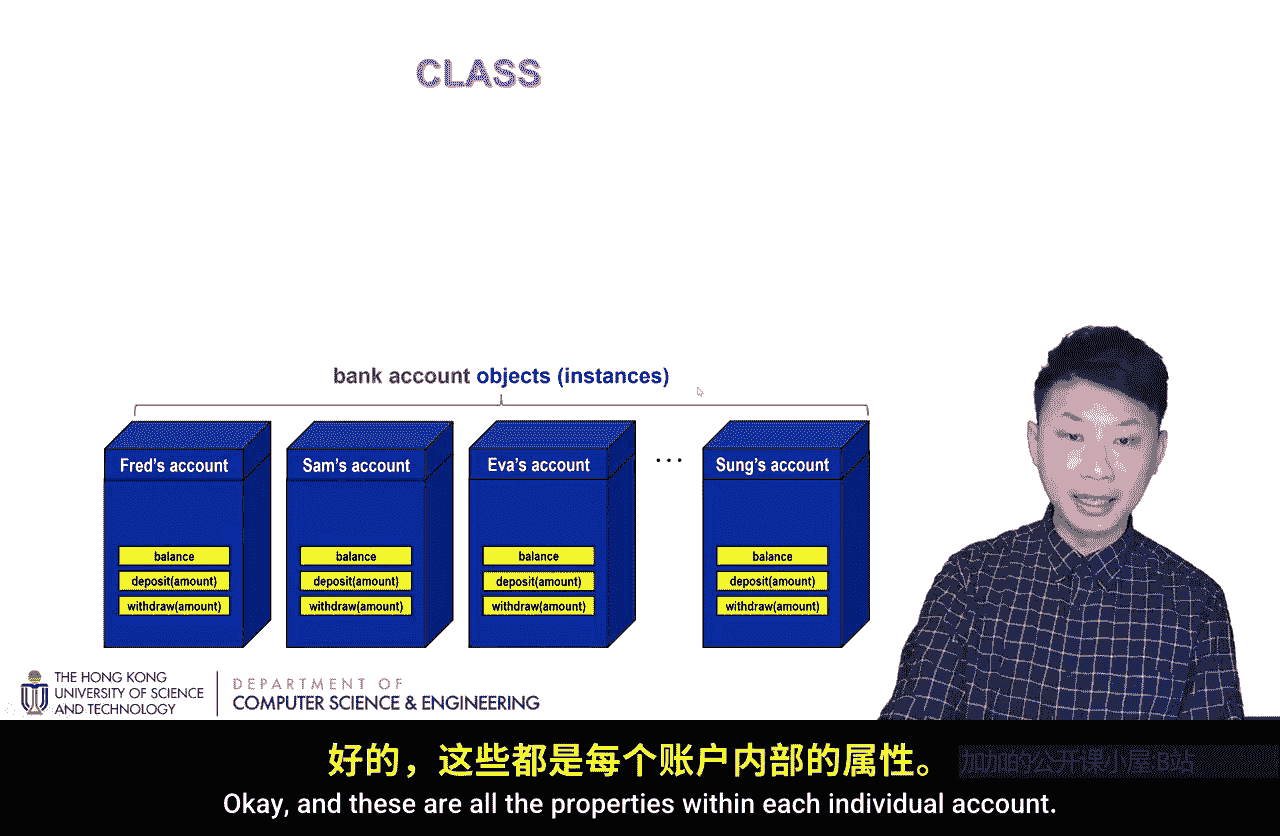 CLASS
bank account objects (instances)
Fred's account
balance
deposit(amount)
withdraw(amount)
Sam's account
balance
deposit(amount)
withdraw(amount)
Eva's account
balance
deposit(amount)
withdraw(amount)
...
Sung's account
balance
deposit(amount)
withdraw(amount)
THE HONG KONG
UNIVERSITY OF SCIENCE
AND TECHNOLOGY
DEPARTMENT OF
COMPUTER SCIENCE & ENGINEERING
好的，这些都是每个账户内部的属性。
加加的公开课小屋:B站
Okay, and these are all the properties within each individual account.